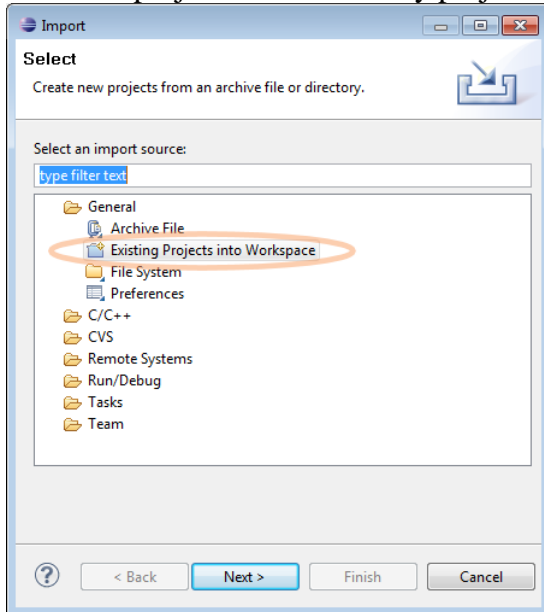 Import
Select
Create new projects from an archive file or directory.
Select an import source:
type filter text
General
Archive File
Existing Projects into Workspace
File System
Preferences
C/C++
CVS
Remote Systems
Run/Debug
Tasks
Team
?
< Back Next > Finish Cancel